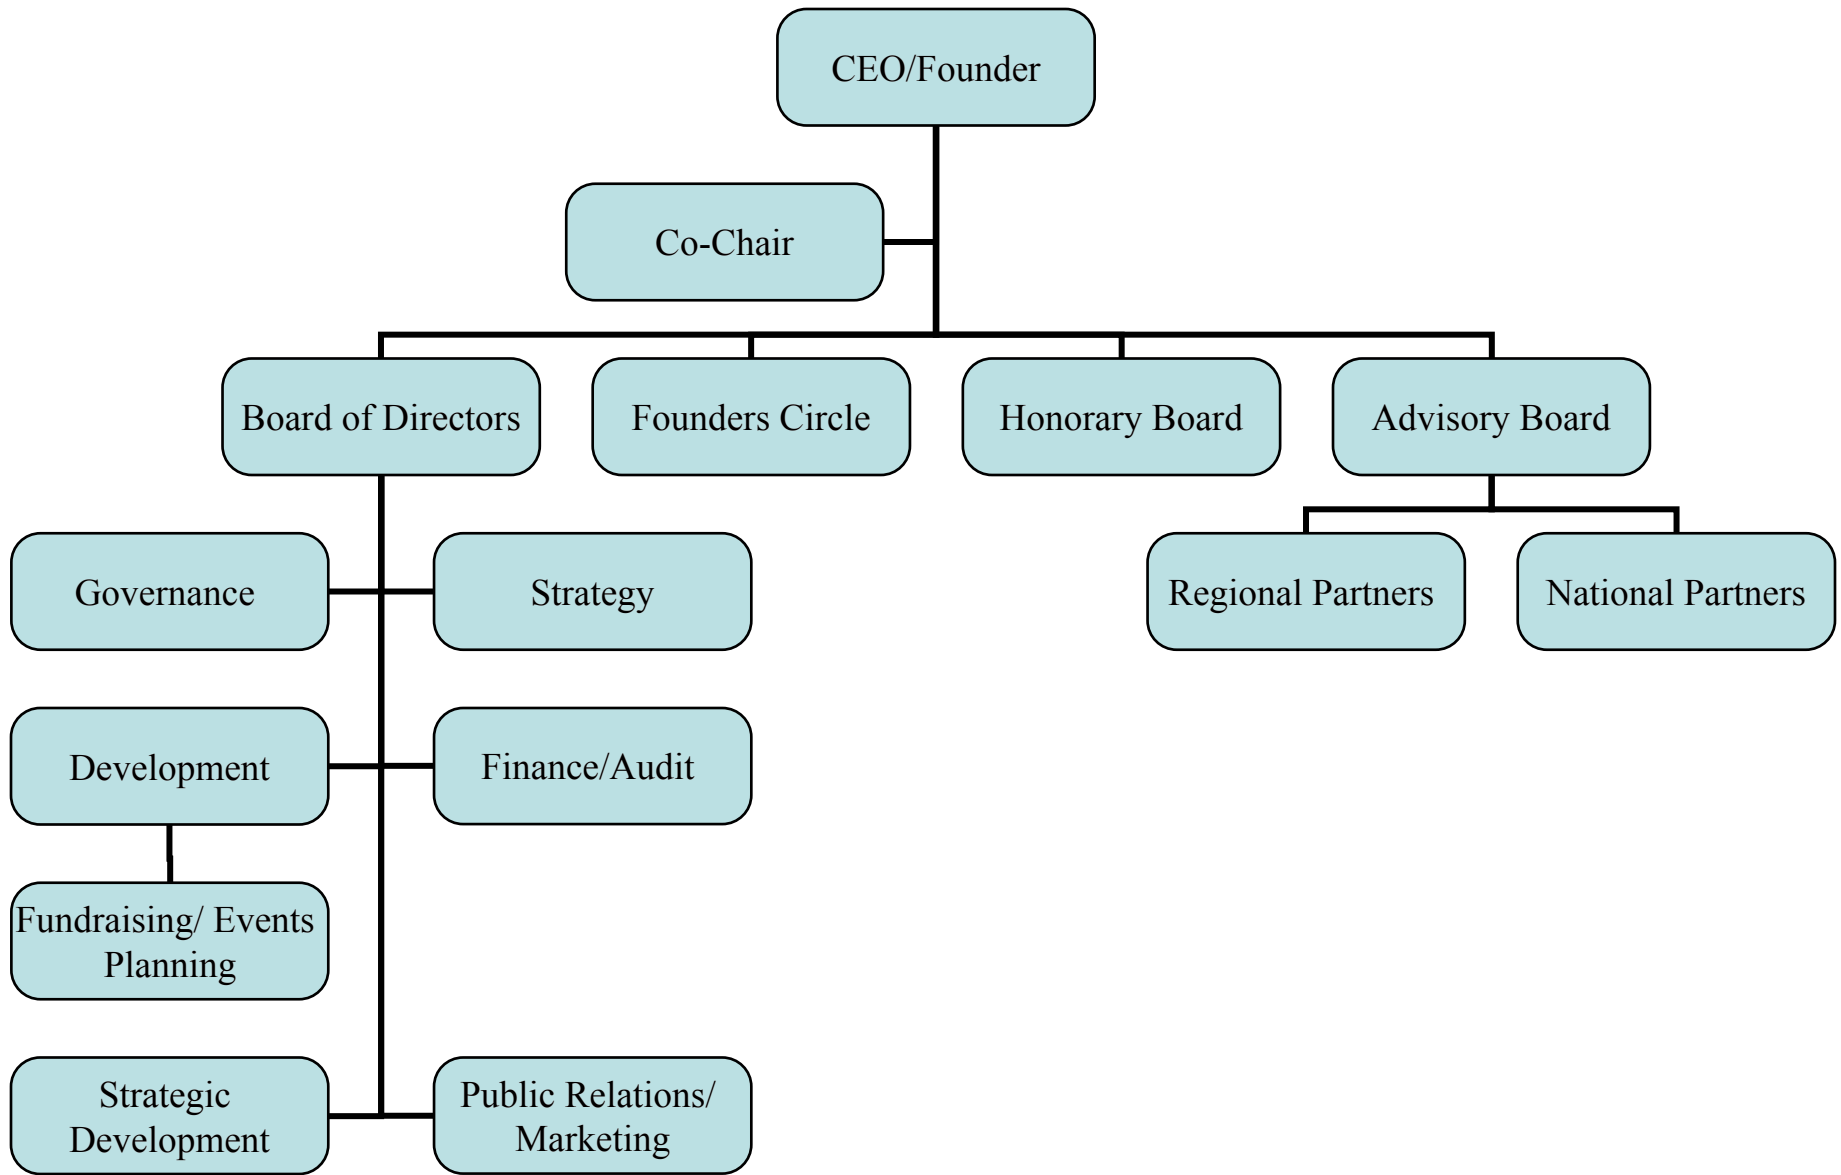 CEO/Founder
Co-Chair
Board of Directors
Founders Circle
Honorary Board
Advisory Board
Governance
Strategy
Regional Partners
National Partners
Development
Finance/Audit
Fundraising/ Events
Planning
Strategic
Development
Public Relations/
Marketing